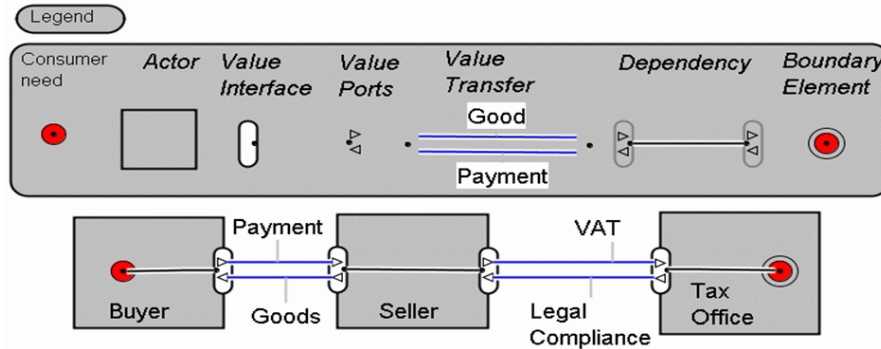 Legend
Consumer
need
Actor
Value
Interface
Value
Ports
Value
Transfer
Good
Payment
Dependency
Boundary
Element
Payment
Goods
VAT
Legal
Compliance
Buyer
Seller
Tax
Office